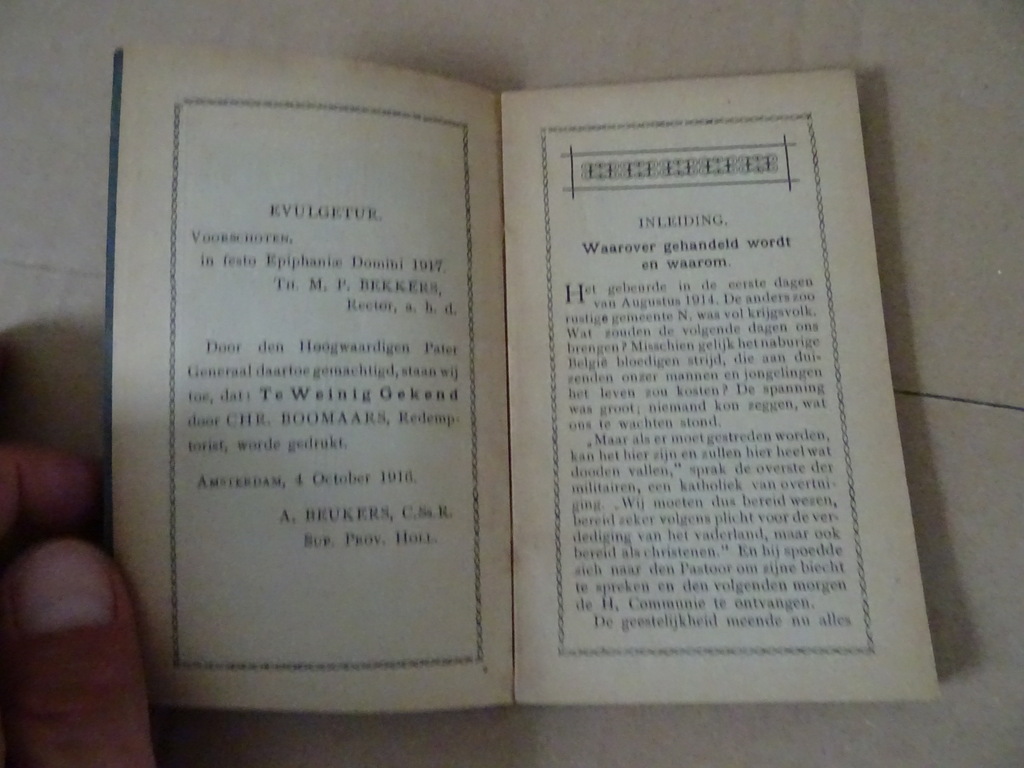 EVULGETUR.
VOORSCHOTEN,
in festo Epiphaniæ Domini 1917.
TH. M. P. BEKKERS,
Rector, a. h. d.
Door den Hoogwaardigen Pater
Generaal daartoe gemachtigd, staan wij
toe, dat: Te Weinig Gekend
door CHR. BOOMAARS, Redemp-
torist, worde gedrukt.
AMSTERDAM, 4 October 1916.
A. BEUKERS, C.Ss.R.
SUP. PROV. HOLL.
INLEIDING.
Waarover gehandeld wordt
en waarom.
Het gebeurde in de eerste dagen
van Augustus 1914. De anders zoo
rustige gemeente N. was vol krijgsvolk.
Wat zouden de volgende dagen ons
brengen? Misschien gelijk het naburige
België bloedigen strijd, die aan dui-
zenden onzer mannen en jongelingen
het leven zou kosten? De spanning
was groot; niemand kon zeggen, wat
ons te wachten stond.
„Maar als er moet gestreden worden,
kan het hier zijn en zullen hier heel wat
dooden vallen,” sprak de overste der
militairen, een katholiek van overtui-
ging. „Wij moeten dus bereid wezen,
bereid zeker volgens plicht voor de ver-
dediging van het vaderland, maar ook
bereid als christenen.” En hij spoedde
zich naar den Pastoor om zijne biecht
te spreken en den volgenden morgen
de H. Communie te ontvangen.
De geestelijkheid meende nu alles